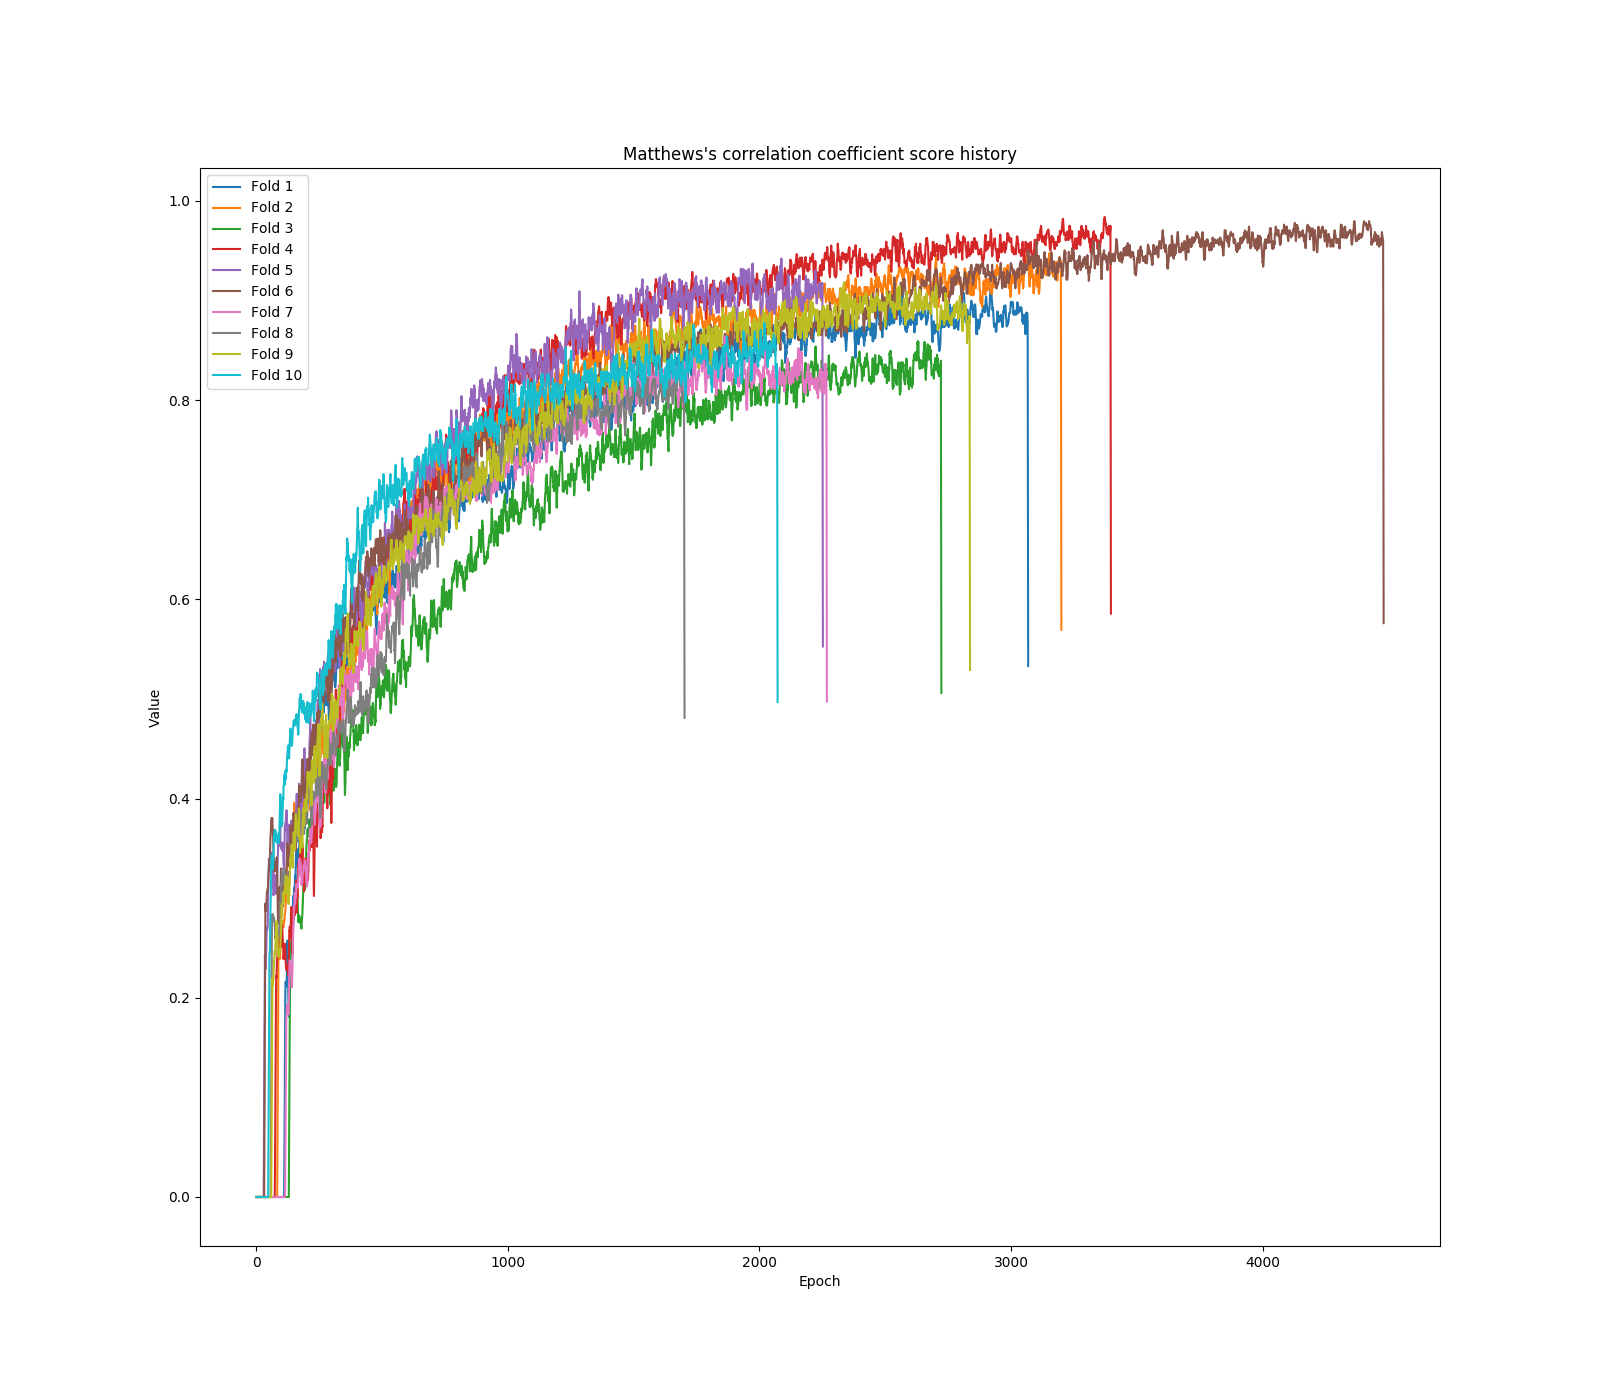 Matthews's correlation coefficient score history
Fold 1
Fold 2
Fold 3
Fold 4
Fold 5
Fold 6
Fold 7
Fold 8
Fold 9
Fold 10
1.0
0.8
0.6
0.4
0.2
0.0
Value
0 1000 2000 3000 4000
Epoch